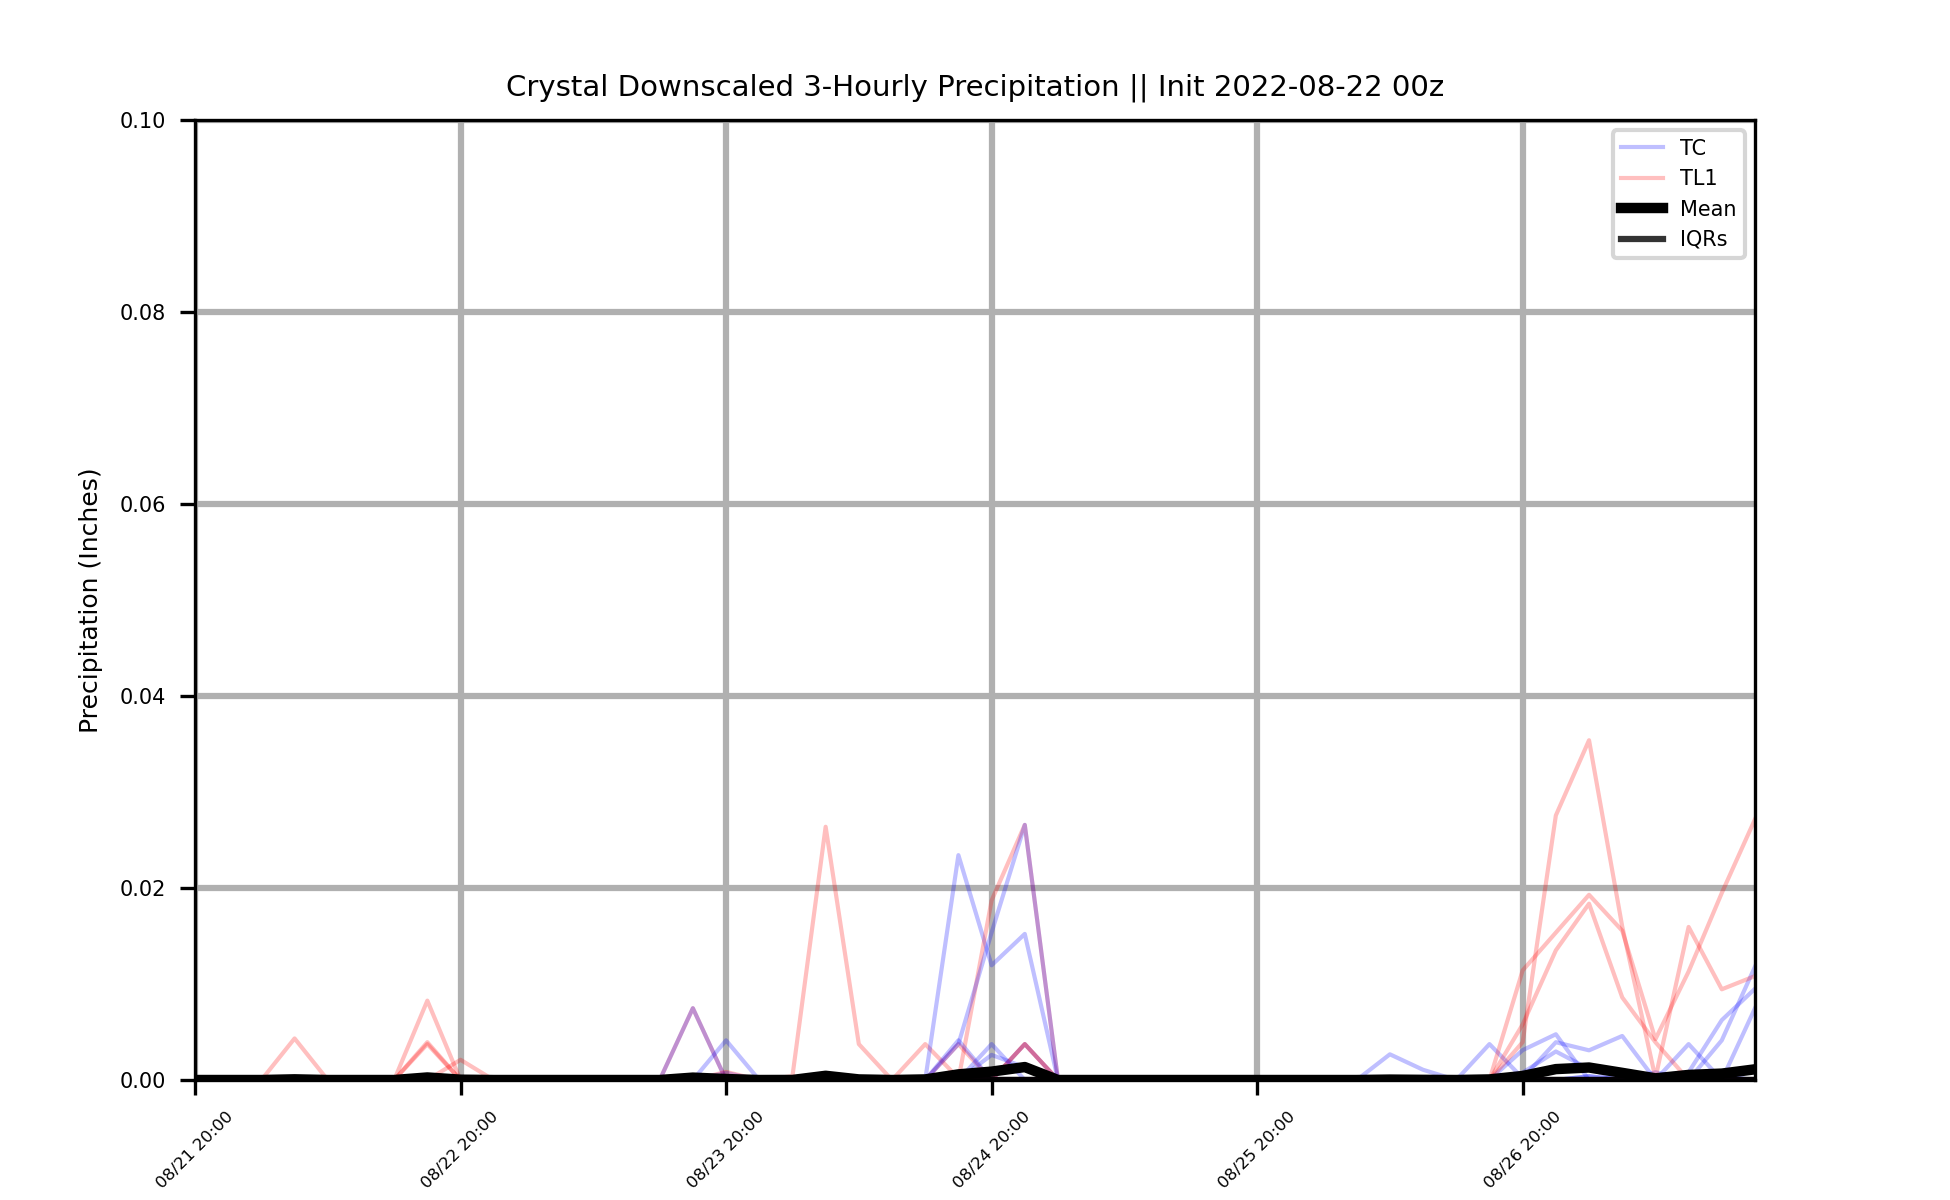 Crystal Downscaled 3-Hourly Precipitation || Init 2022-08-22 00z
TC
TL1
Mean
IQRs
Precipitation (Inches)
0.10
0.08
0.06
0.04
0.02
0.00
08/21 20:00
08/22 20:00
08/23 20:00
08/24 20:00
08/25 20:00
08/26 20:00